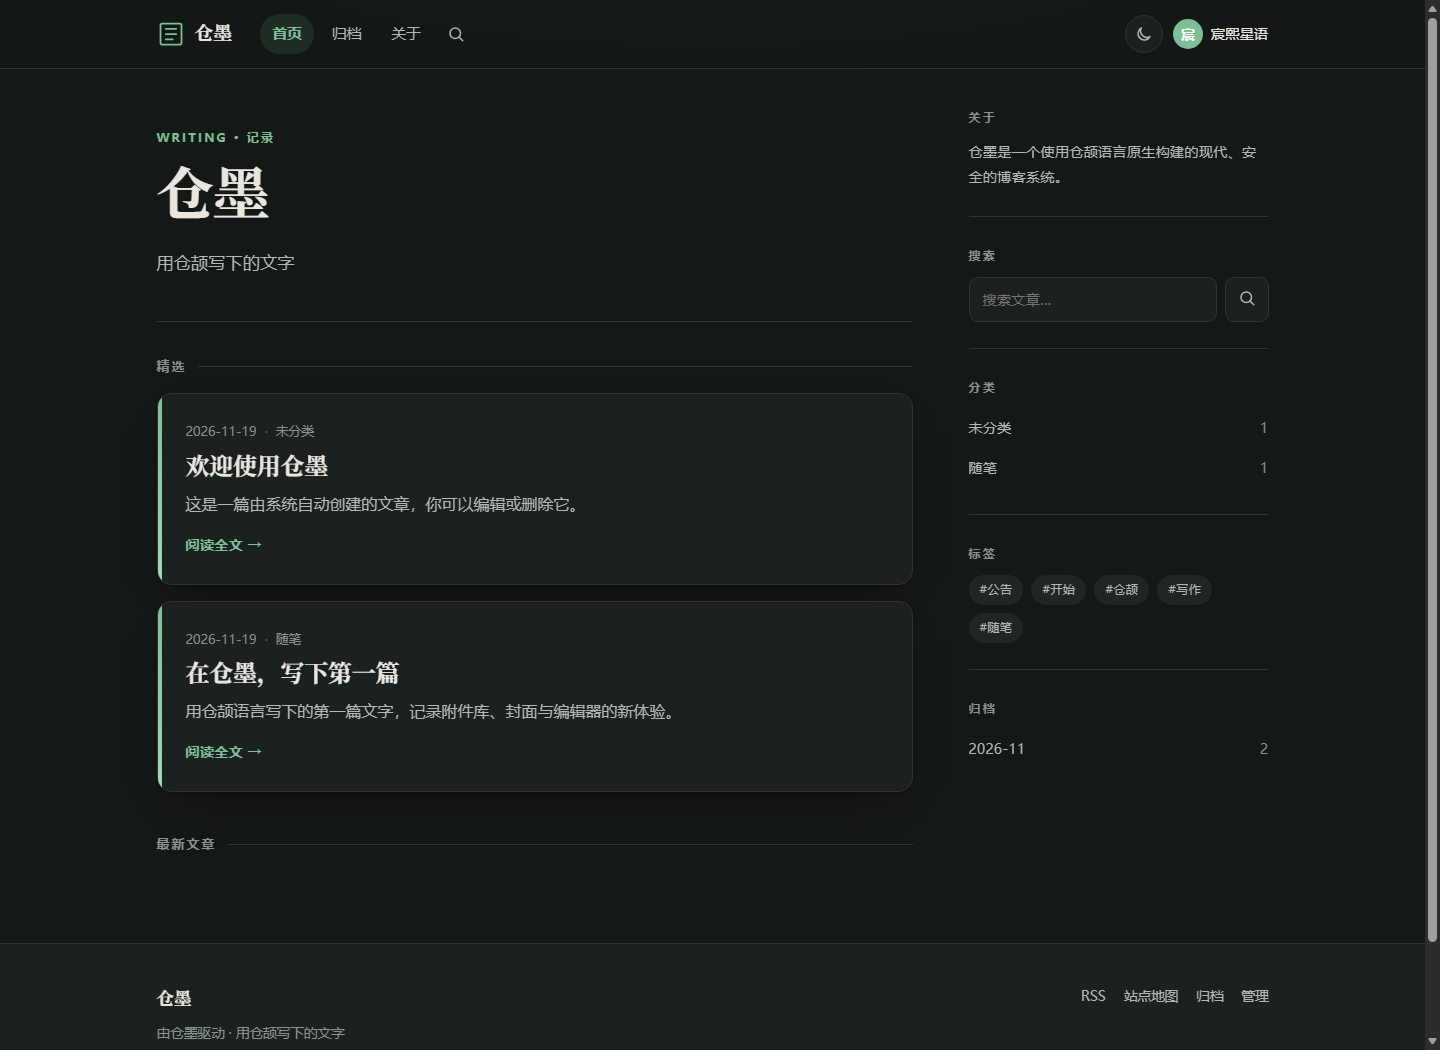 仓墨 首页 归档 关于 宸 宸熙星语
WRITING • 记录
仓墨
用仓颉写下的文字
精选
2026-11-19 · 未分类
欢迎使用仓墨
这是一篇由系统自动创建的文章，你可以编辑或删除它。
阅读全文 →
2026-11-19 · 随笔
在仓墨，写下第一篇
用仓颉语言写下的第一篇文字，记录附件库、封面与编辑器的新体验。
阅读全文 →
最新文章
关于
仓墨是一个使用仓颉语言原生构建的现代、安
全的博客系统。
搜索
搜索文章...
分类
未分类 1
随笔 1
标签
#公告 #开始 #仓颉 #写作
#随笔
归档
2026-11 2
仓墨
由仓墨驱动 · 用仓颉写下的文字
RSS 站点地图 归档 管理